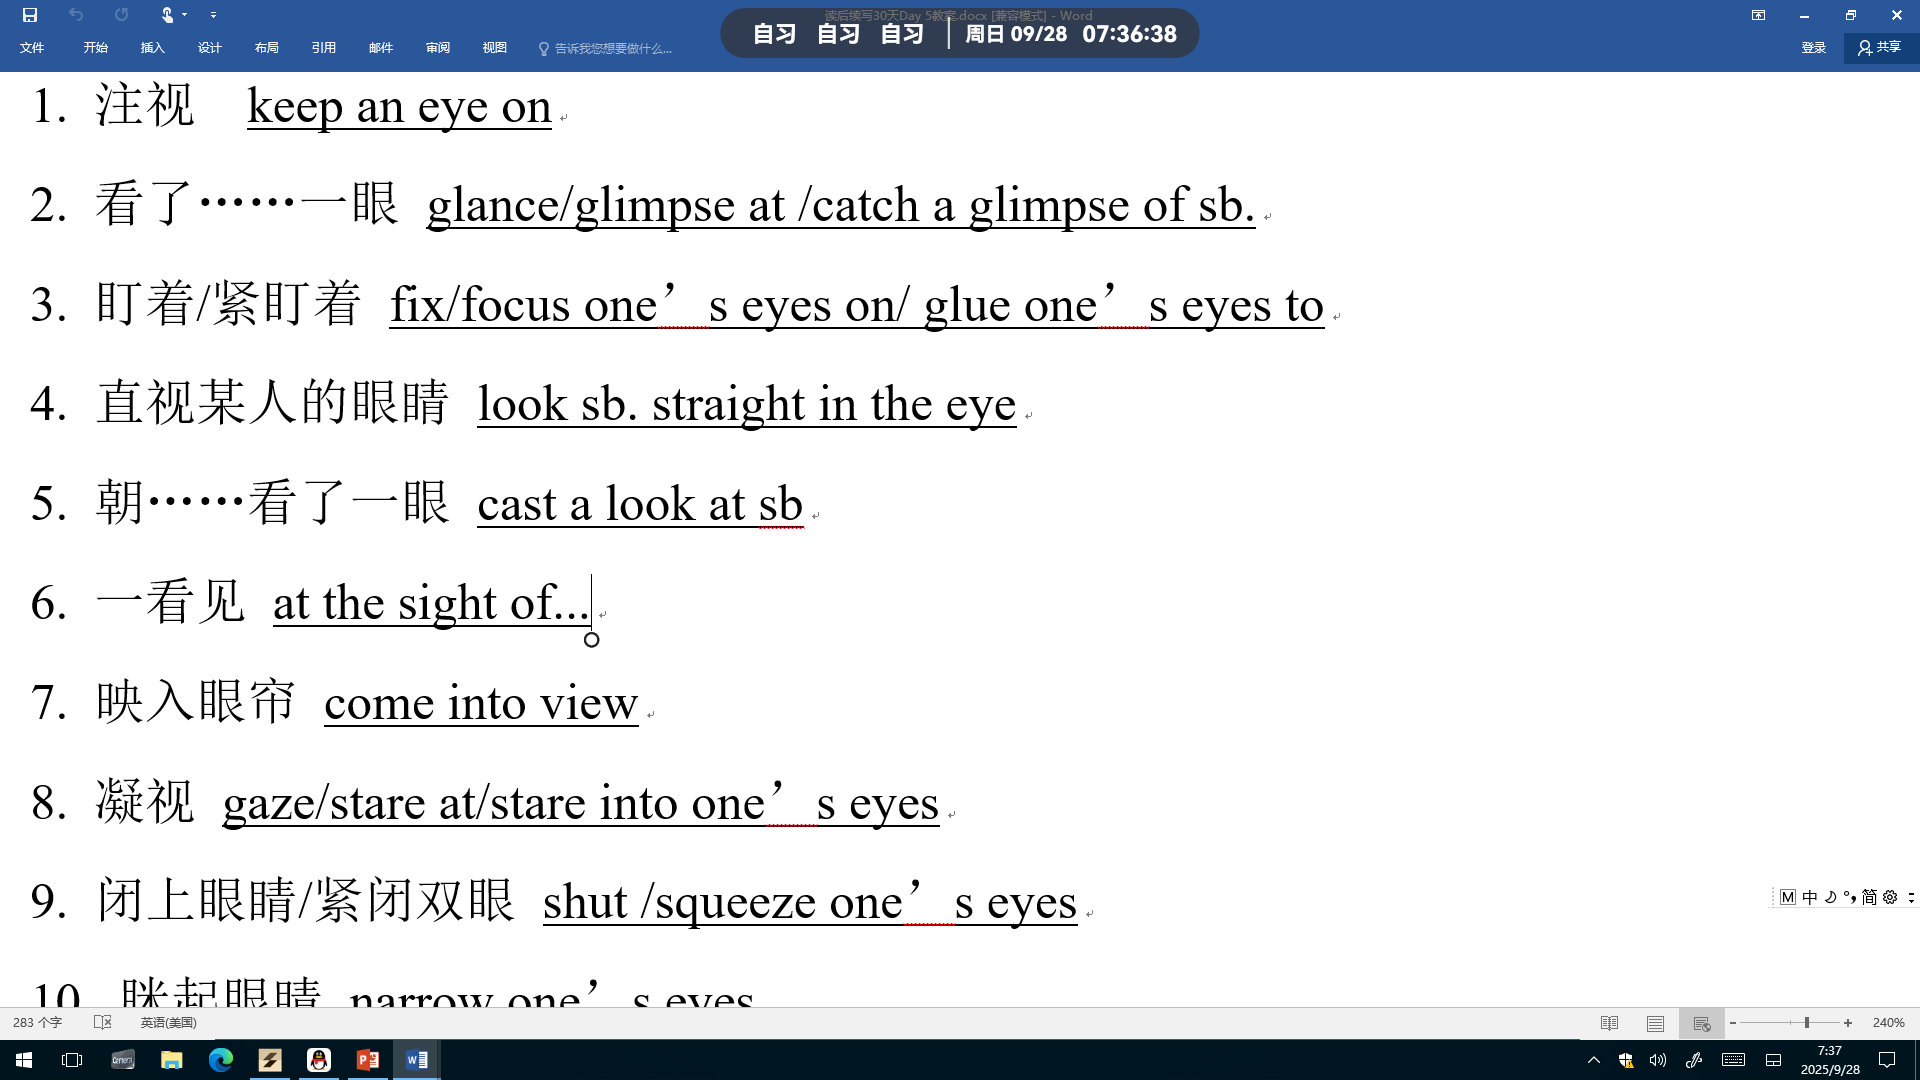 读后续写30天Day 5教案.docx [兼容模式] - Word
自习 自习 自习 周日 09/28 07:36:38
文件 开始 插入 设计 布局 引用 邮件 审阅 视图 告诉我您想要做什么... 登录 共享
1. 注视 keep an eye on
2. 看了……一眼 glance/glimpse at /catch a glimpse of sb.
3. 盯着/紧盯着 fix/focus one’s eyes on/ glue one’s eyes to
4. 直视某人的眼睛 look sb. straight in the eye
5. 朝……看了一眼 cast a look at sb
6. 一看见 at the sight of...
7. 映入眼帘 come into view
8. 凝视 gaze/stare at/stare into one’s eyes
9. 闭上眼睛/紧闭双眼 shut /squeeze one’s eyes
M 中 简
10. 眯起眼睛 narrow one’s eyes
283 个字 英语(美国) 240%
7:37
2025/9/28